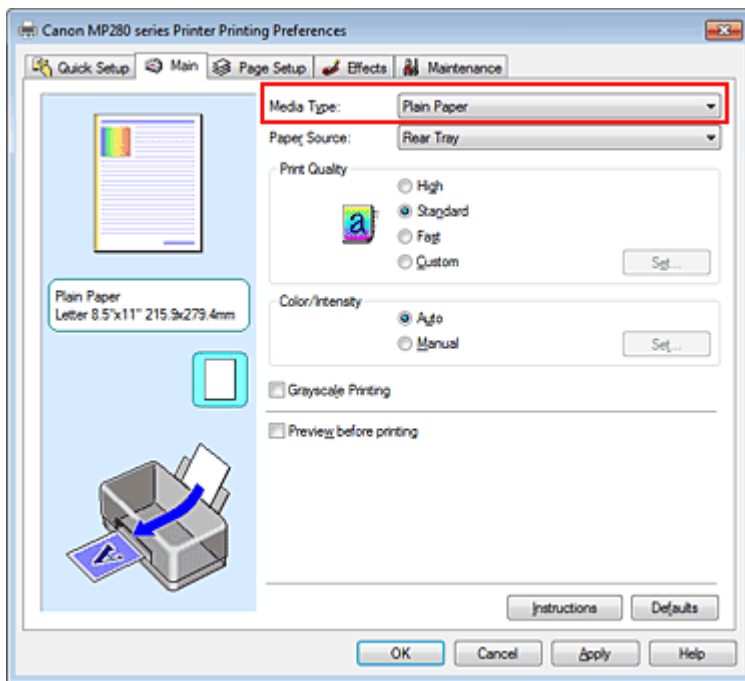 Canon MP280 series Printer Printing Preferences
Quick Setup Main Page Setup Effects Maintenance
Media Type: Plain Paper
Paper Source: Rear Tray
Print Quality
High
Standard
Fast
Custom Set...
a
Plain Paper
Letter 8.5"x11" 215.9x279.4mm
Color/Intensity
Auto
Manual Set...
Grayscale Printing
Preview before printing
A
Instructions Defaults
OK Cancel Apply Help